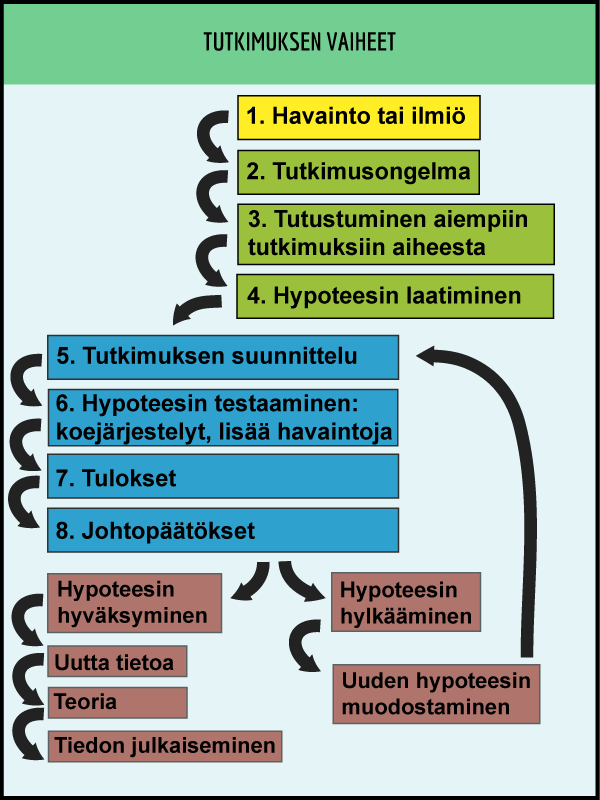 TUTKIMUKSEN VAIHEET
1. Havainto tai ilmiö
2. Tutkimusongelma
3. Tutustuminen aiempiin
tutkimuksiin aiheesta
4. Hypoteesin laatiminen
5. Tutkimuksen suunnittelu
6. Hypoteesin testaaminen:
koejärjestelyt, lisää havaintoja
7. Tulokset
8. Johtopäätökset
Hypoteesin
hyväksyminen
Uutta tietoa
Teoria
Tiedon julkaiseminen
Hypoteesin
hylkääminen
Uuden hypoteesin
muodostaminen